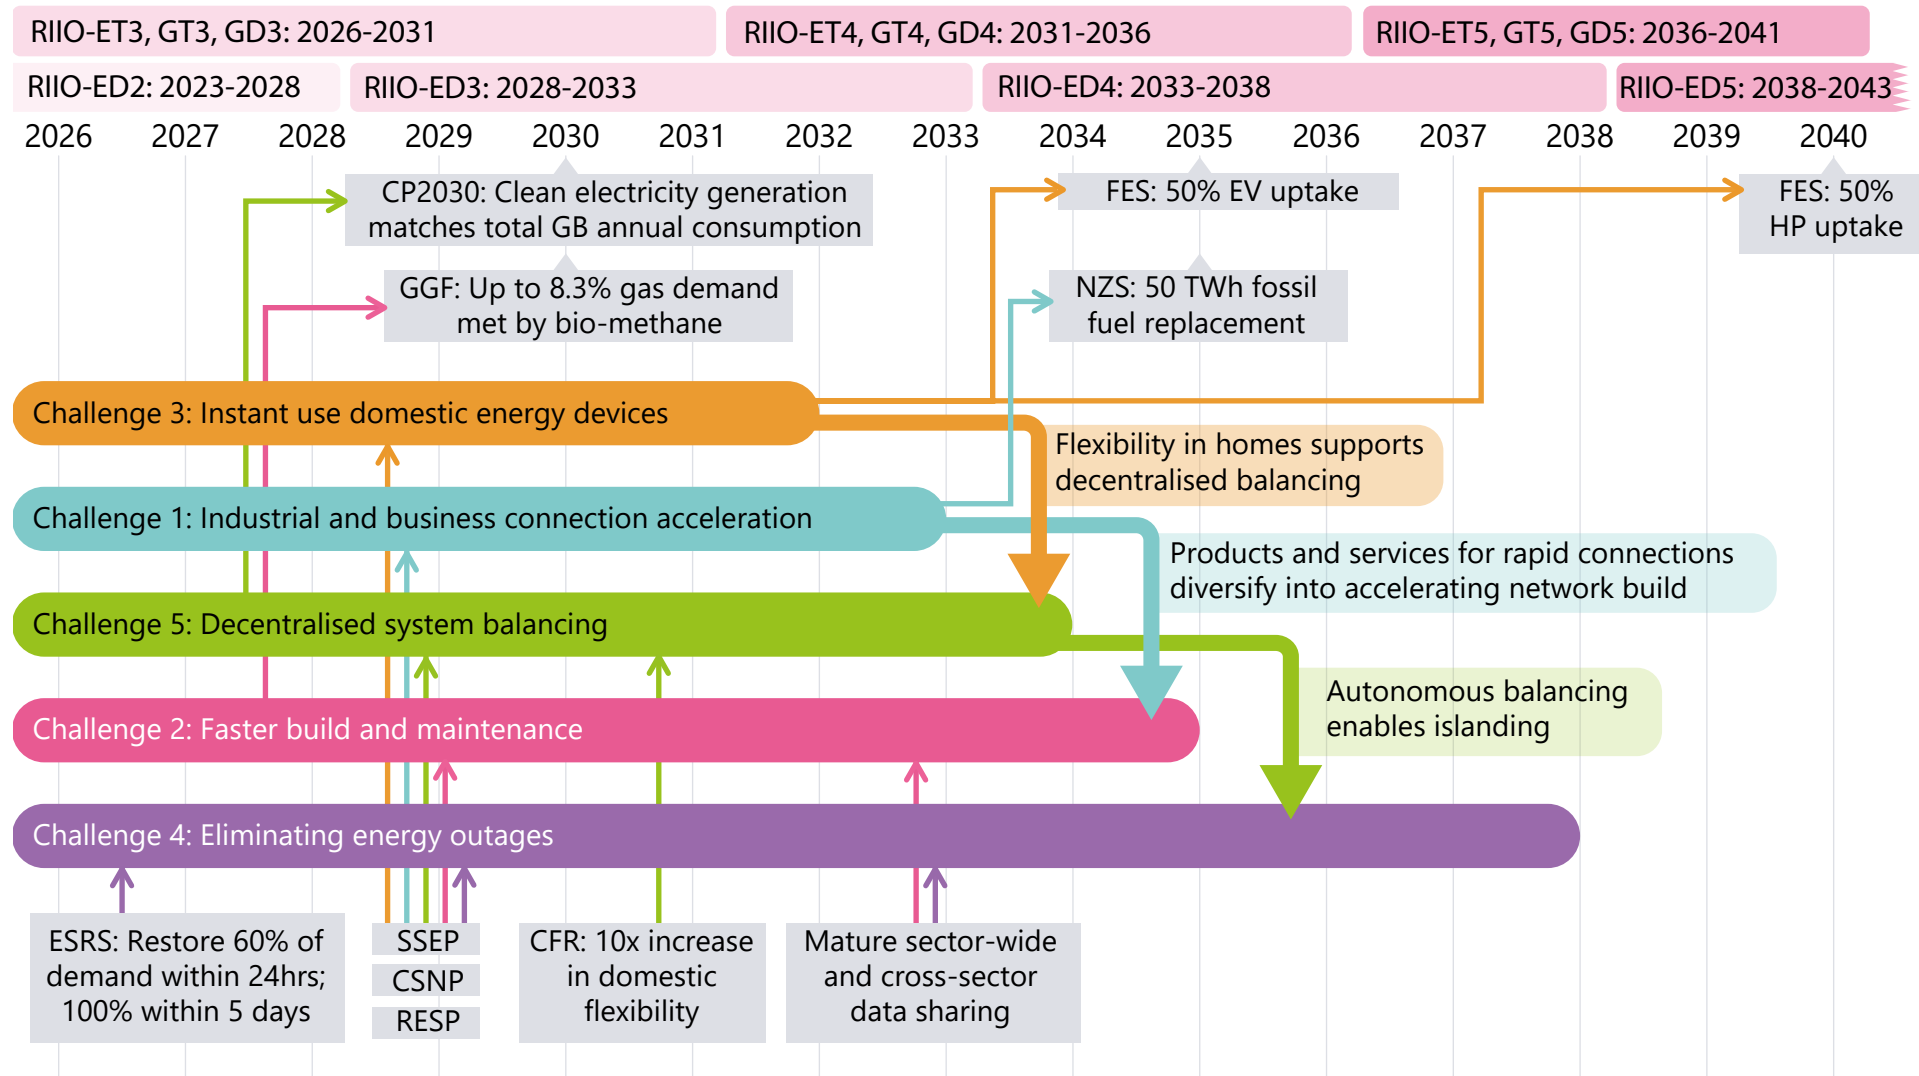 RIIO-ET3, GT3, GD3: 2026-2031
RIIO-ET4, GT4, GD4: 2031-2036
RIIO-ET5, GT5, GD5: 2036-2041
RIIO-ED2: 2023-2028
RIIO-ED3: 2028-2033
RIIO-ED4: 2033-2038
RIIO-ED5: 2038-2043
2026 2027 2028 2029 2030 2031 2032 2033 2034 2035 2036 2037 2038 2039 2040
CP2030: Clean electricity generation
matches total GB annual consumption
FES: 50% EV uptake
FES: 50%
HP uptake
GGF: Up to 8.3% gas demand
met by bio-methane
NZS: 50 TWh fossil
fuel replacement
Challenge 3: Instant use domestic energy devices
Flexibility in homes supports
decentralised balancing
Challenge 1: Industrial and business connection acceleration
Products and services for rapid connections
diversify into accelerating network build
Challenge 5: Decentralised system balancing
Autonomous balancing
enables islanding
Challenge 2: Faster build and maintenance
Challenge 4: Eliminating energy outages
ESRS: Restore 60% of
demand within 24hrs;
100% within 5 days
SSEP
CSNP
RESP
CFR: 10x increase
in domestic
flexibility
Mature sector-wide
and cross-sector
data sharing